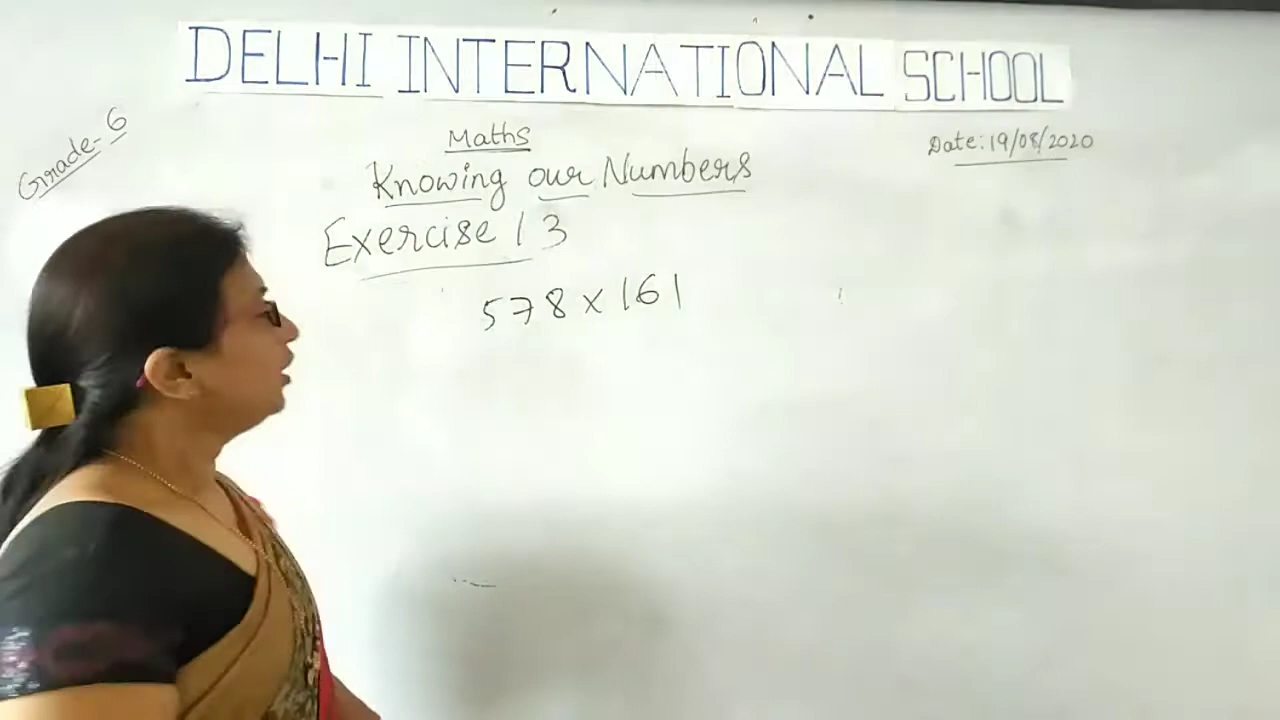 DELHI INTERNATIONAL SCHOOL
Grade-6
Maths
Date: 19/08/2020
Knowing our Numbers
Exercise 1 3
578 x 161